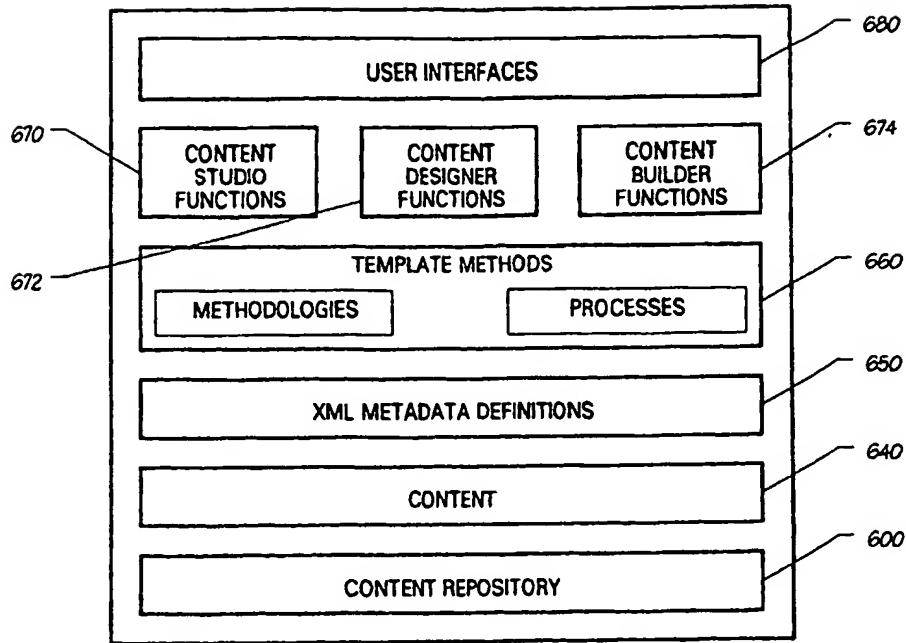 680
USER INTERFACES
670
CONTENT
STUDIO
FUNCTIONS
CONTENT
DESIGNER
FUNCTIONS
CONTENT
BUILDER
FUNCTIONS
674
672
TEMPLATE METHODS
METHODOLOGIES
PROCESSES
660
650
XML METADATA DEFINITIONS
640
CONTENT
600
CONTENT REPOSITORY